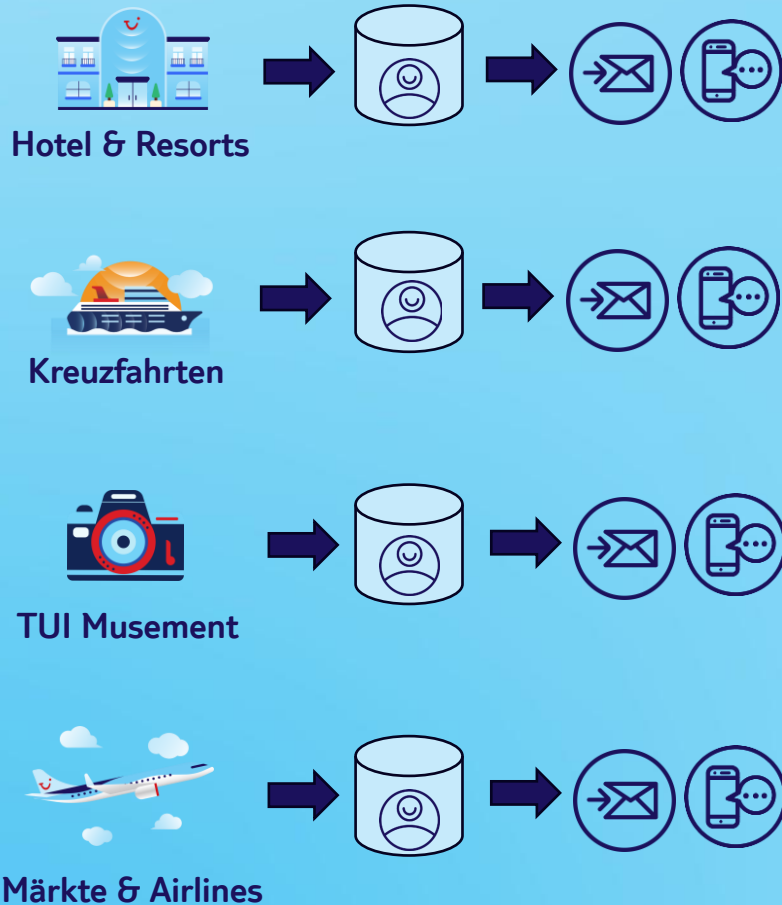 Hotel & Resorts
Kreuzfahrten
TUI Musement
Märkte & Airlines